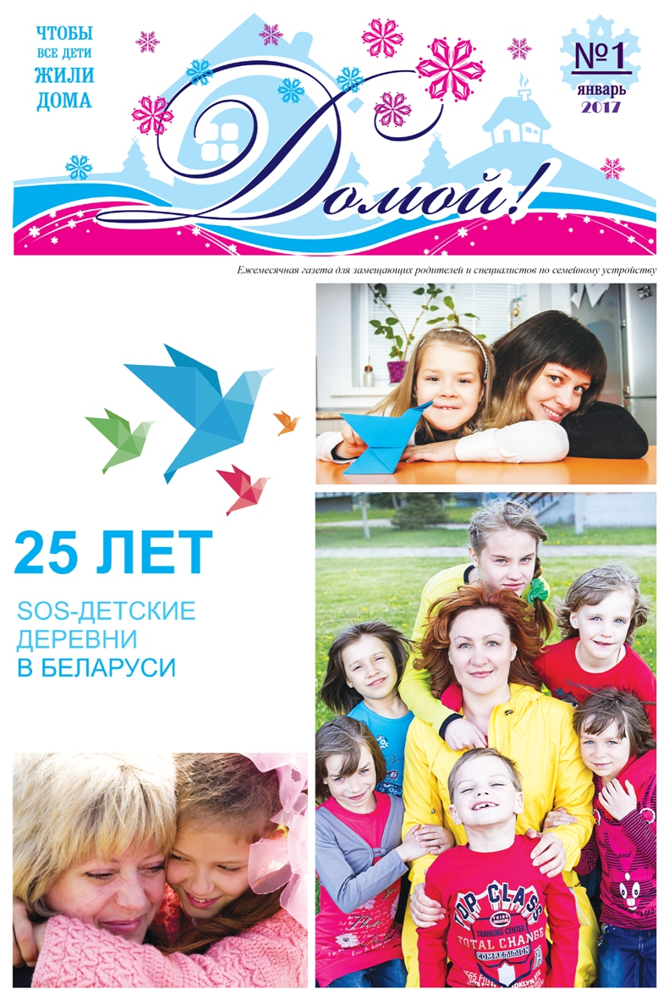 ЧТОБЫ
ВСЕ ДЕТИ
ЖИЛИ
ДОМА
№1
январь
2017
Домой!
Ежемесячная газета для замещающих родителей и специалистов по семейному устройству
25 ЛЕТ
SOS-ДЕТСКИЕ
ДЕРЕВНИ
В БЕЛАРУСИ
and
TOP CLASS
TRAINING CENTER
TOTAL CHANGE
COMPETITION